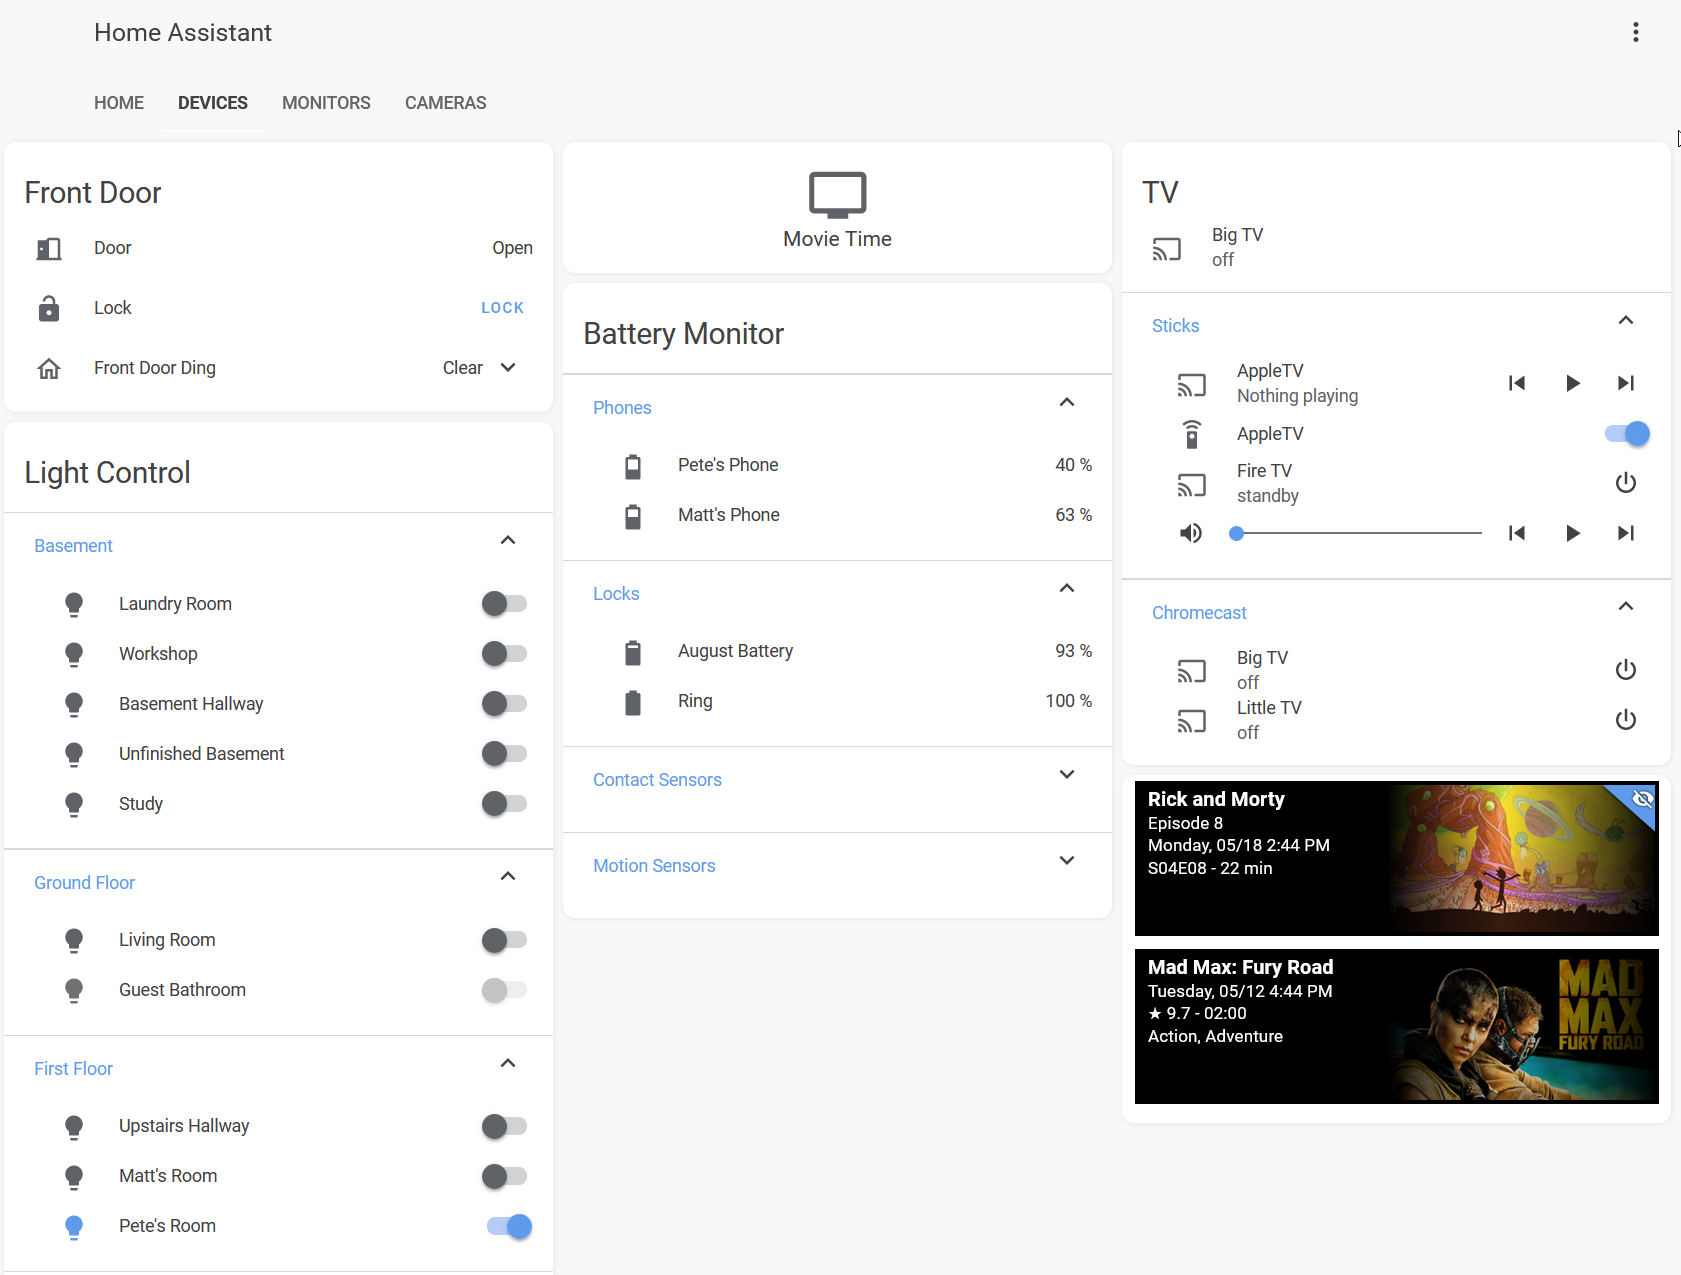 Home Assistant
HOME DEVICES MONITORS CAMERAS
Front Door
Door Open
Lock LOCK
Front Door Ding Clear
Light Control
Basement
Laundry Room
Workshop
Basement Hallway
Unfinished Basement
Study
Ground Floor
Living Room
Guest Bathroom
First Floor
Upstairs Hallway
Matt's Room
Pete's Room
Movie Time
Battery Monitor
Phones
Pete's Phone 40 %
Matt's Phone 63 %
Locks
August Battery 93 %
Ring 100 %
Contact Sensors
Motion Sensors
TV
Big TV
off
Sticks
AppleTV
Nothing playing
AppleTV
Fire TV
standby
Chromecast
Big TV
off
Little TV
off
Rick and Morty
Episode 8
Monday, 05/18 2:44 PM
S04E08 - 22 min
Mad Max: Fury Road
Tuesday, 05/12 4:44 PM
★ 9.7 - 02:00
Action, Adventure
MAD
MAX
FURY ROAD